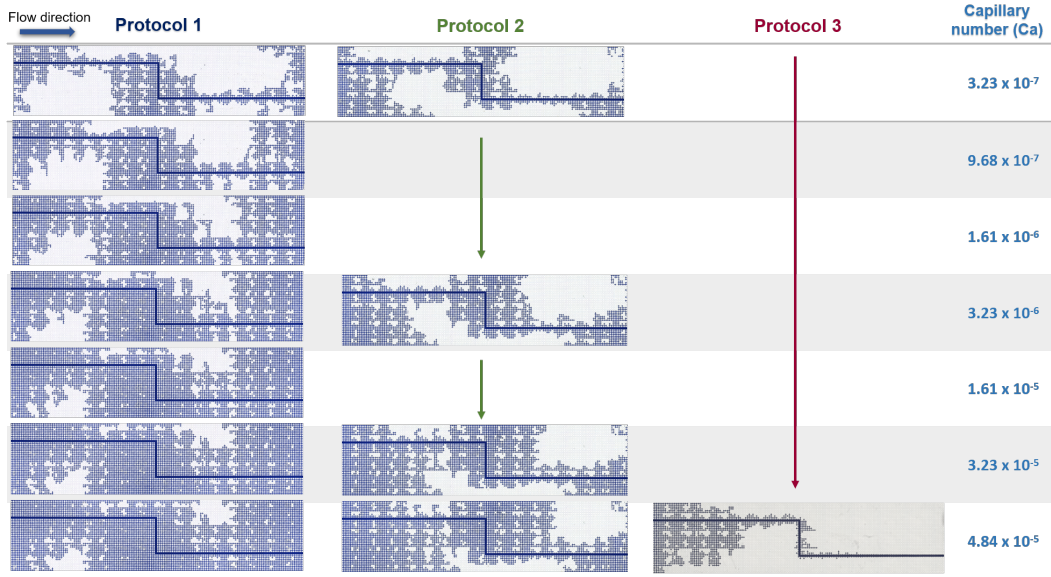 Flow direction
Protocol 1
Protocol 2
Protocol 3
Capillary
number (Ca)
3.23 x 10⁻⁷
9.68 x 10⁻⁷
1.61 x 10⁻⁶
3.23 x 10⁻⁶
1.61 x 10⁻⁵
3.23 x 10⁻⁵
4.84 x 10⁻⁵